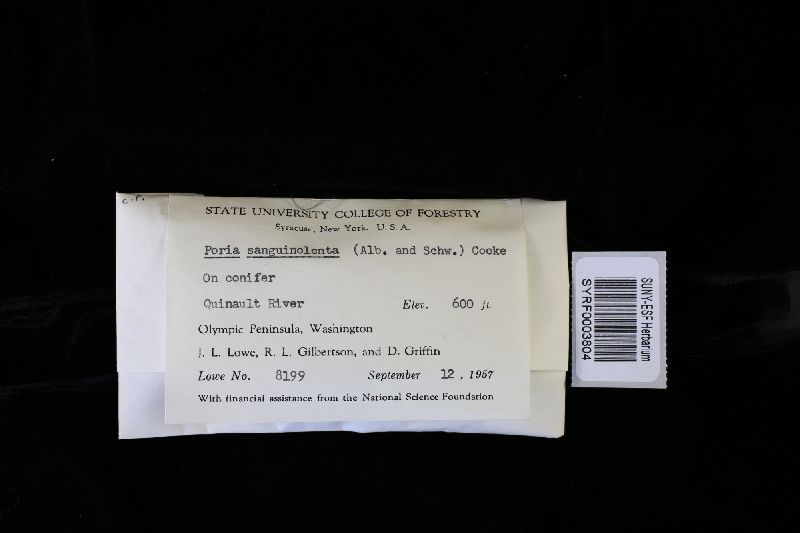 c.f.
STATE UNIVERSITY COLLEGE OF FORESTRY
Syracuse, New York. U.S.A.
Poria sanguinolenta (Alb. and Schw.) Cooke
On conifer
Quinault River Elev. 600 ft.
Olympic Peninsula, Washington
J. L. Lowe, R. L. Gilbertson, and D. Griffin
Lowe No. 8199 September 12, 1957
With financial assistance from the National Science Foundation
SUNY-ESF Herbarium
SYRF0003804